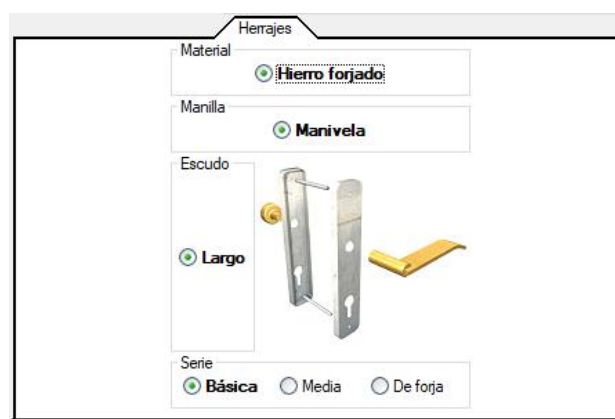 Herrajes
Material
Hierro forjado
Manilla
Manivela
Escudo
Largo
Serie
Básica Media De forja